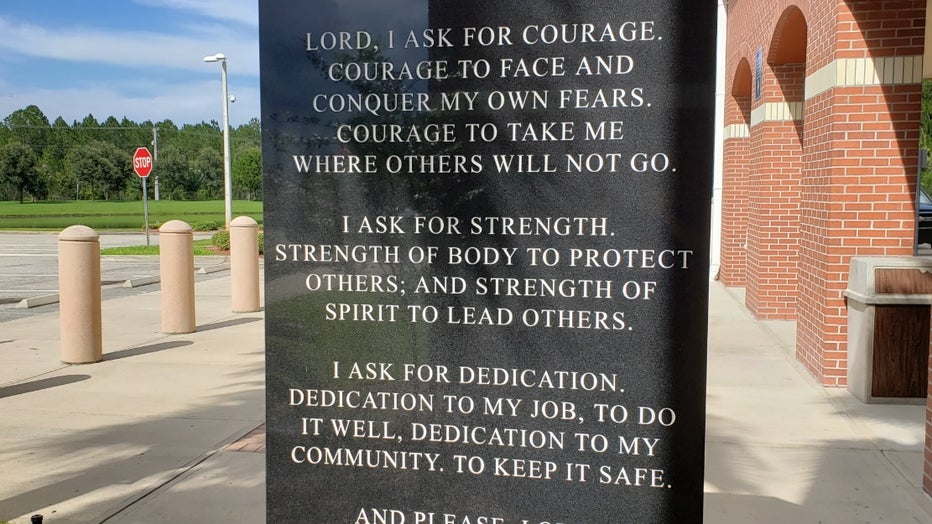 LORD, I ASK FOR COURAGE.
COURAGE TO FACE AND
CONQUER MY OWN FEARS.
COURAGE TO TAKE ME
WHERE OTHERS WILL NOT GO.
I ASK FOR STRENGTH.
STRENGTH OF BODY TO PROTECT
OTHERS; AND STRENGTH OF
SPIRIT TO LEAD OTHERS.
I ASK FOR DEDICATION.
DEDICATION TO MY JOB, TO DO
IT WELL, DEDICATION TO MY
COMMUNITY. TO KEEP IT SAFE.
AND PLEASE, LORD
STOP